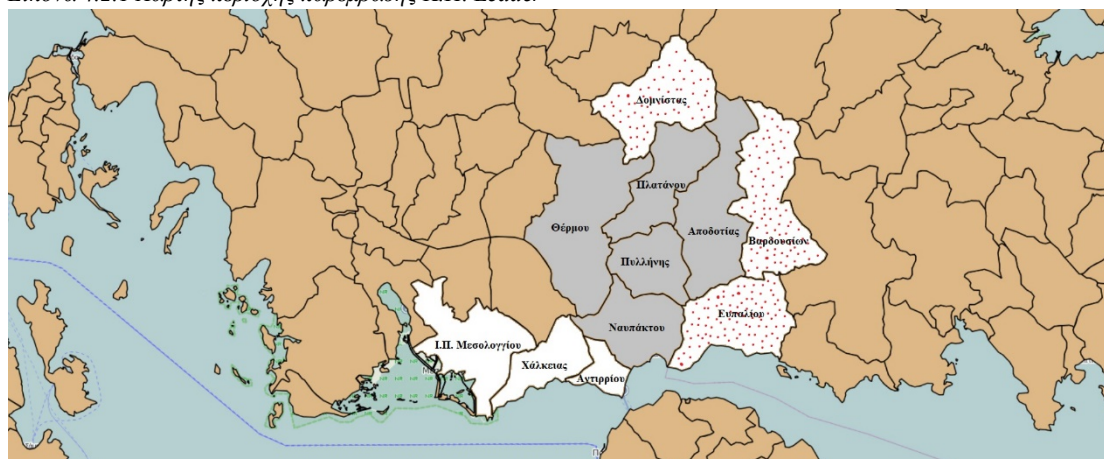 Δομνίστας
Πλατάνου
Θέρμου
Αποδοτίας
Βαρδουσίων
Πυλλήνης
Ευπαλίου
Ναυπάκτου
Ι.Π. Μεσολογγίου
Χάλκειας
Αντιρρίου